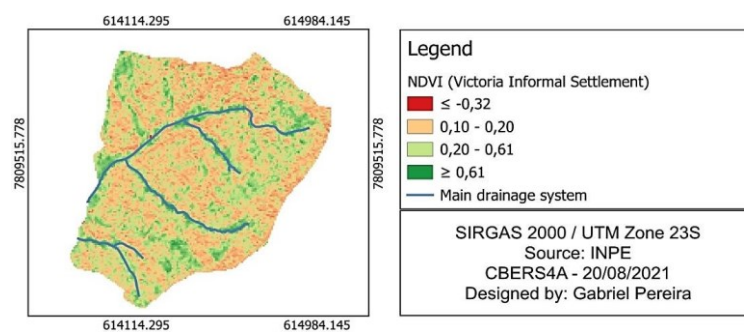 614114.295
614984.145
7809515.778
7809515.778
614114.295
614984.145
Legend
NDVI (Victoria Informal Settlement)
≤ -0,32
0,10 - 0,20
0,20 - 0,61
≥ 0,61
Main drainage system
SIRGAS 2000 / UTM Zone 23S
Source: INPE
CBERS4A - 20/08/2021
Designed by: Gabriel Pereira